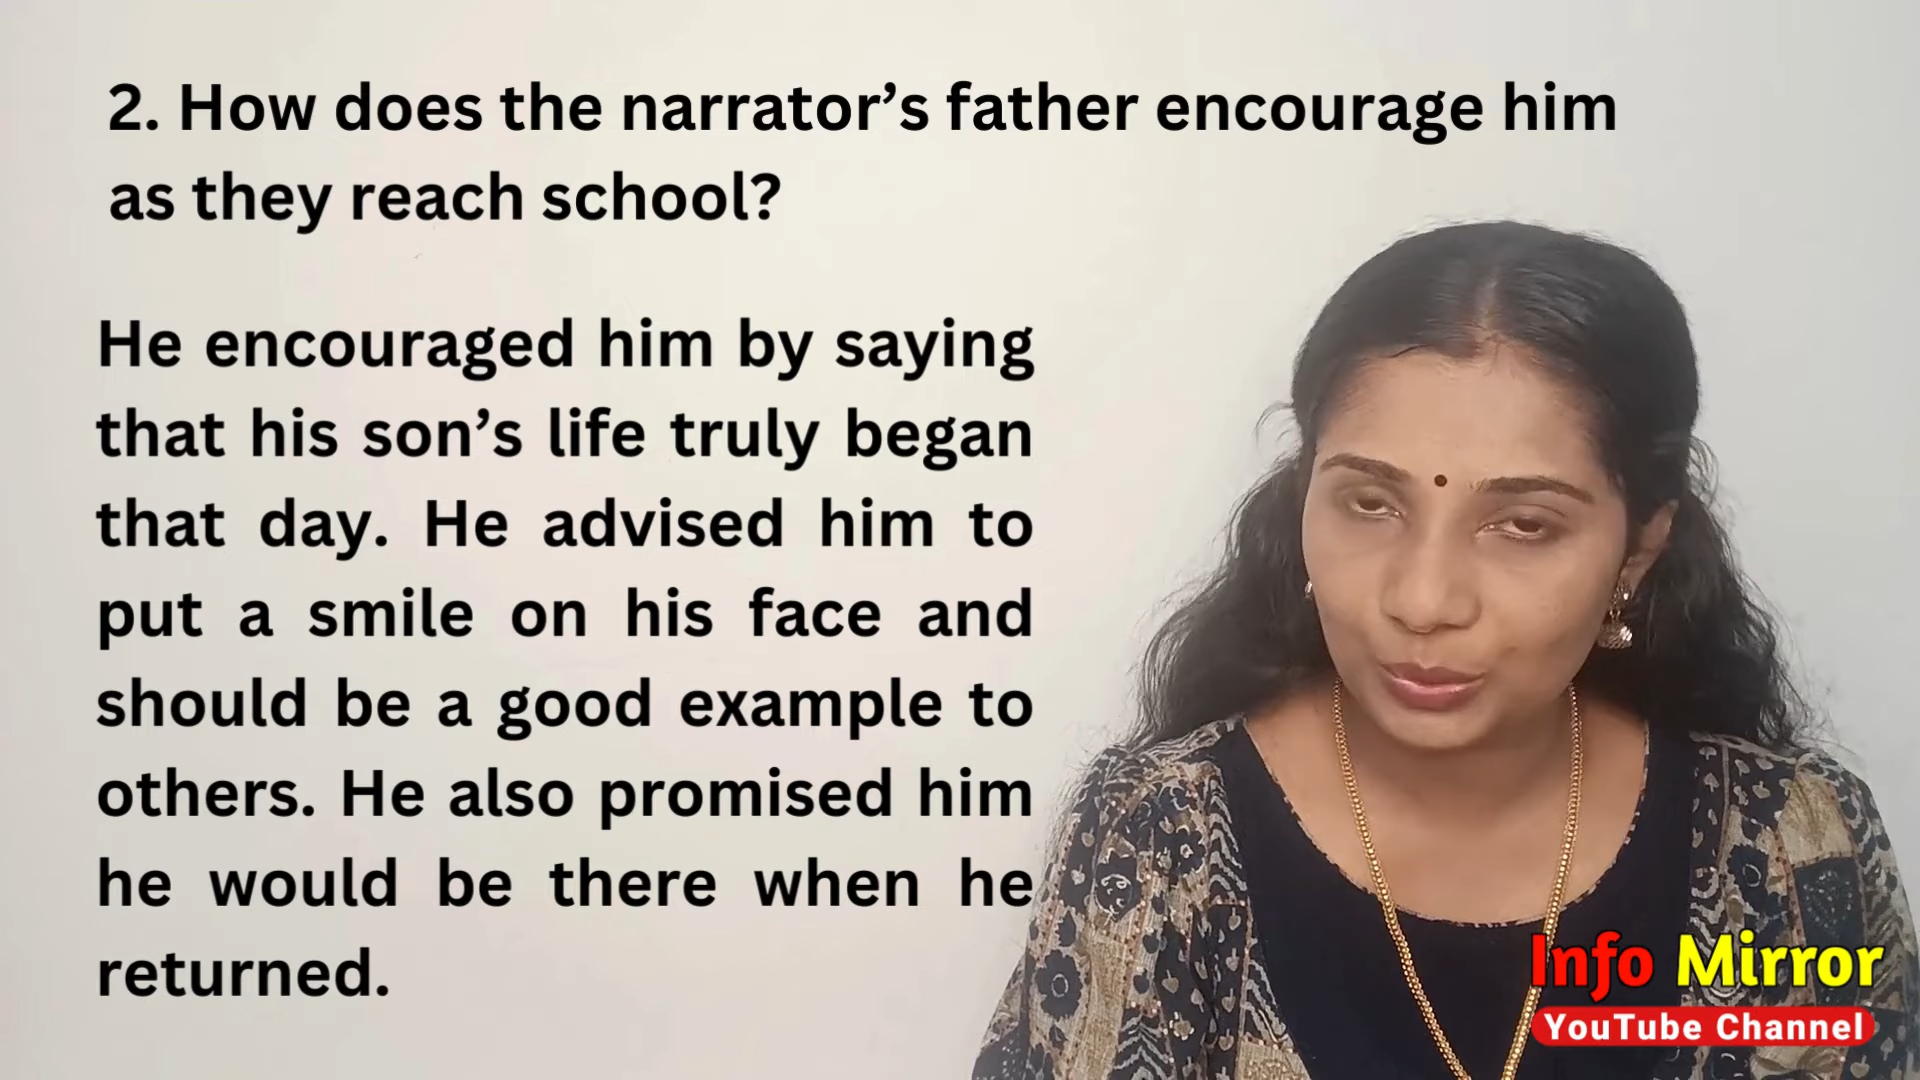 2. How does the narrator’s father encourage him
as they reach school?
He encouraged him by saying
that his son’s life truly began
that day. He advised him to
put a smile on his face and
should be a good example to
others. He also promised him
he would be there when he
returned.
Info Mirror
YouTube Channel